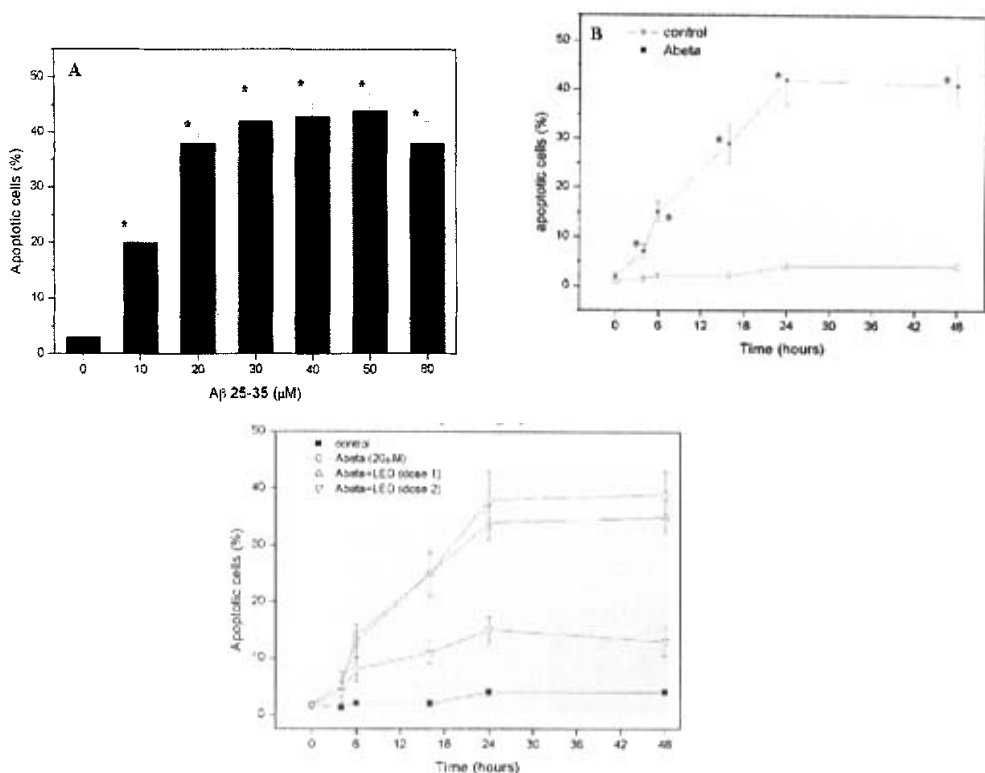 A
50
40
30
20
10
0
Apoptotic cells (%)
* * * * * *
0 10 20 30 40 50 60
Aβ 25-35 (μM)
B
control
Abeta
50
40
30
20
10
0
apoptotic cells (%)
0 6 12 18 24 30 36 42 48
Time (hours)
control
Abeta (20μM)
Abeta+LED (dose 1)
Abeta+LED (dose 2)
50
40
30
20
10
0
Apoptotic cells (%)
0 6 12 18 24 30 36 42 48
Time (hours)